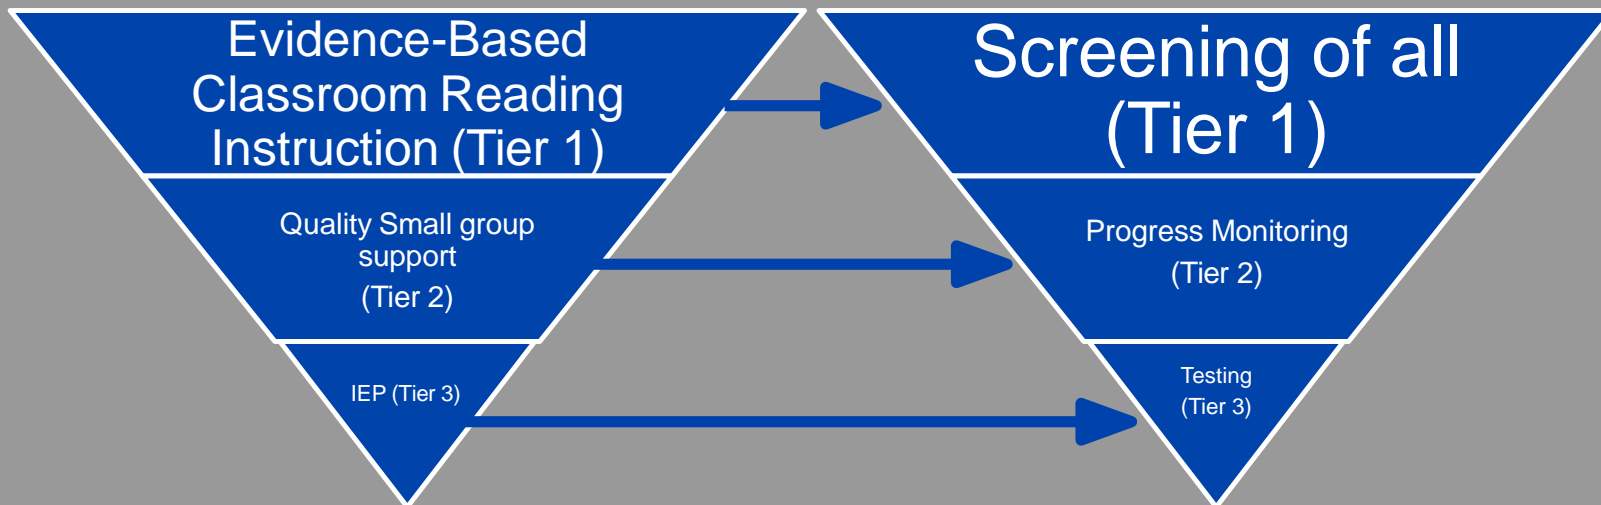 Evidence-Based
Classroom Reading
Instruction (Tier 1)
Quality Small group
support
(Tier 2)
IEP (Tier 3)
Screening of all
(Tier 1)
Progress Monitoring
(Tier 2)
Testing
(Tier 3)